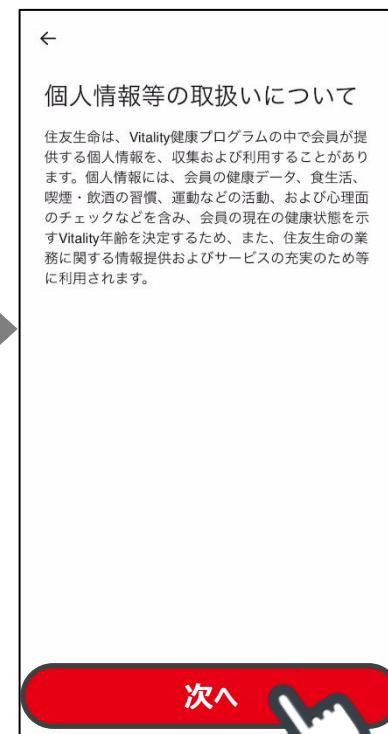 個人情報等の取扱いについて
住友生命は、Vitality健康プログラムの中で会員が提
供する個人情報を、収集および利用することがあり
ます。個人情報には、会員の健康データ、食生活、
喫煙・飲酒の習慣、運動などの活動、および心理面
のチェックなどを含み、会員の現在の健康状態を示
すVitality年齢を決定するため、また、住友生命の業
務に関する情報提供およびサービスの充実のため等
に利用されます。
次へ